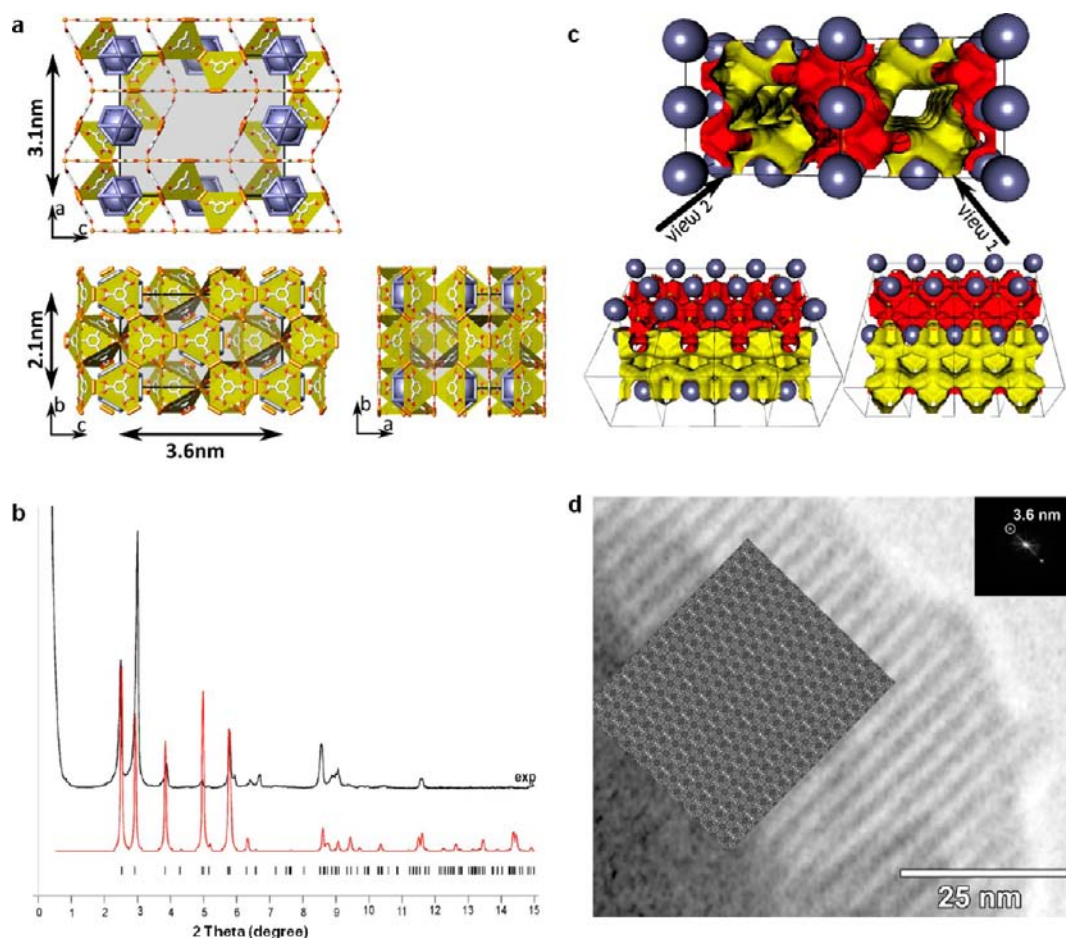 a
3.1nm
a
c
2.1nm
b
c
b
a
3.6nm
c
view 2
view 1
b
exp
0 1 2 3 4 5 6 7 8 9 10 11 12 13 14 15
2 Theta (degree)
d
3.6 nm
25 nm